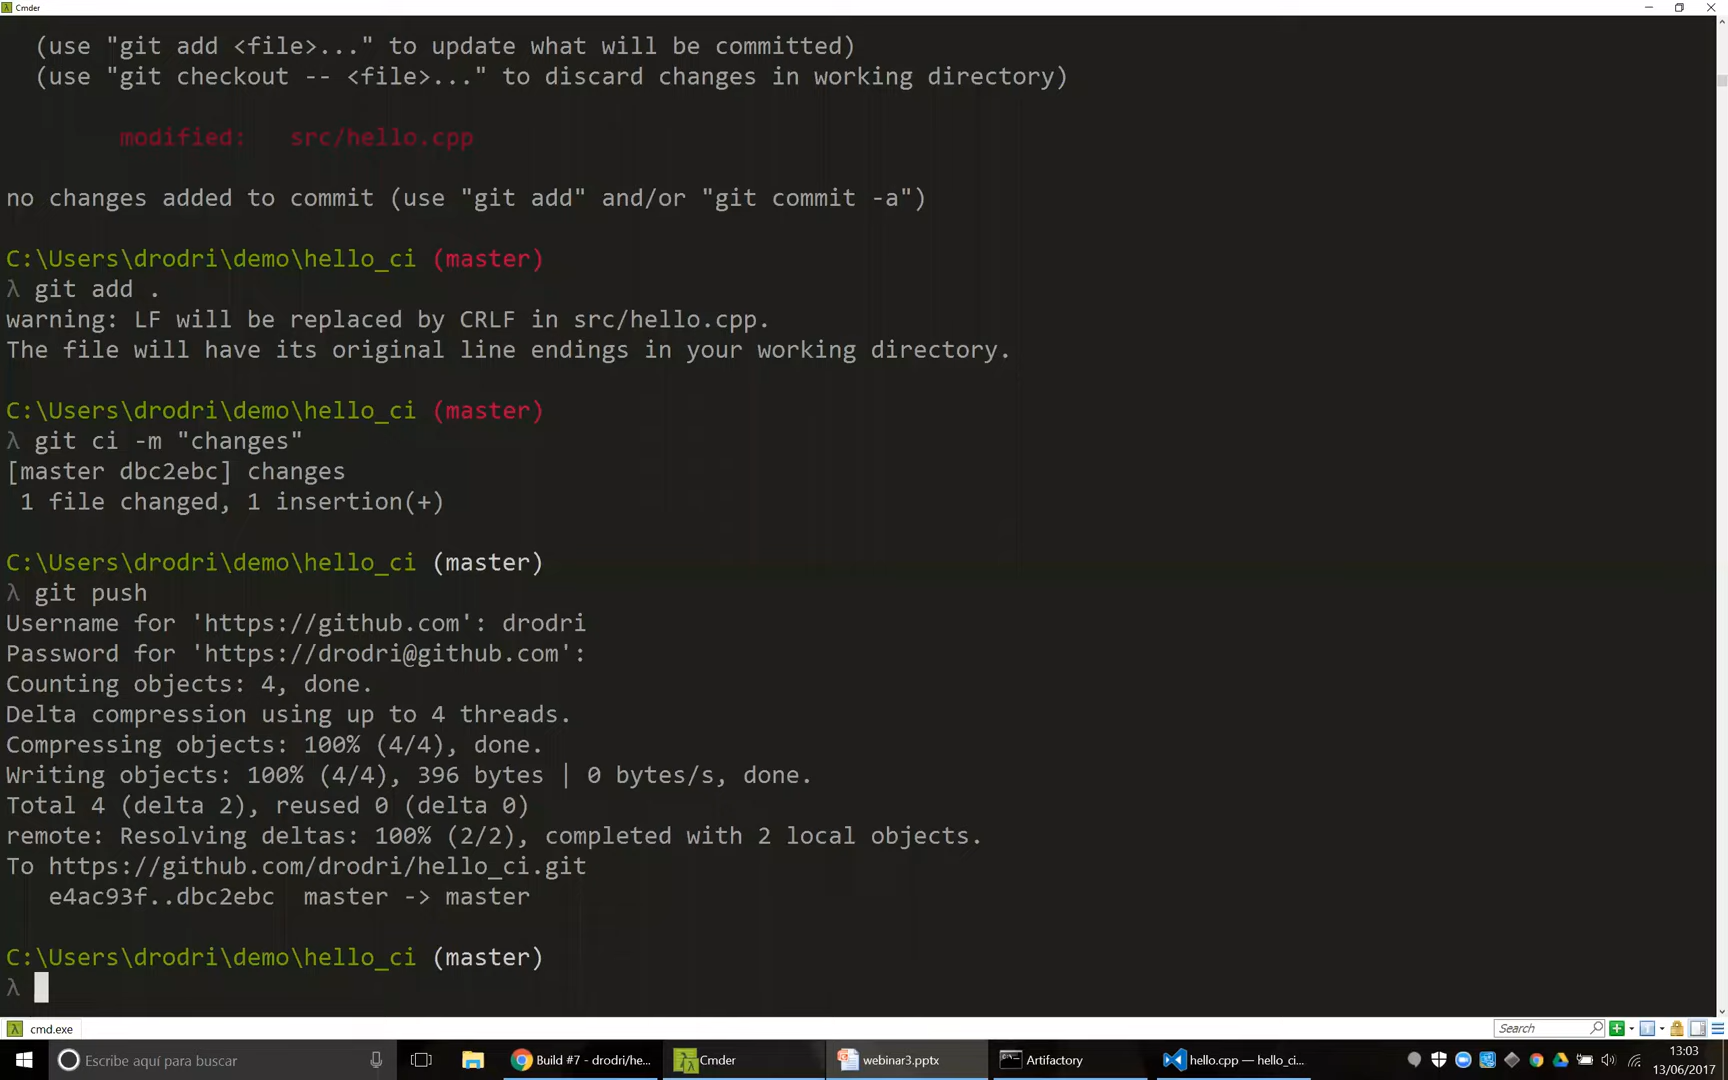 Cmder
(use "git add <file>..." to update what will be committed)
(use "git checkout -- <file>..." to discard changes in working directory)
modified:   src/hello.cpp
no changes added to commit (use "git add" and/or "git commit -a")
C:\Users\drodri\demo\hello_ci (master)
λ git add .
warning: LF will be replaced by CRLF in src/hello.cpp.
The file will have its original line endings in your working directory.
C:\Users\drodri\demo\hello_ci (master)
λ git ci -m "changes"
[master dbc2ebc] changes
1 file changed, 1 insertion(+)
C:\Users\drodri\demo\hello_ci (master)
λ git push
Username for 'https://github.com': drodri
Password for 'https://drodri@github.com':
Counting objects: 4, done.
Delta compression using up to 4 threads.
Compressing objects: 100% (4/4), done.
Writing objects: 100% (4/4), 396 bytes | 0 bytes/s, done.
Total 4 (delta 2), reused 0 (delta 0)
remote: Resolving deltas: 100% (2/2), completed with 2 local objects.
To https://github.com/drodri/hello_ci.git
e4ac93f..dbc2ebc  master -> master
C:\Users\drodri\demo\hello_ci (master)
λ
cmd.exe
Search
Escribe aquí para buscar
Build #7 - drodri/he...
Cmder
webinar3.pptx
Artifactory
hello.cpp — hello_ci...
13:03
13/06/2017